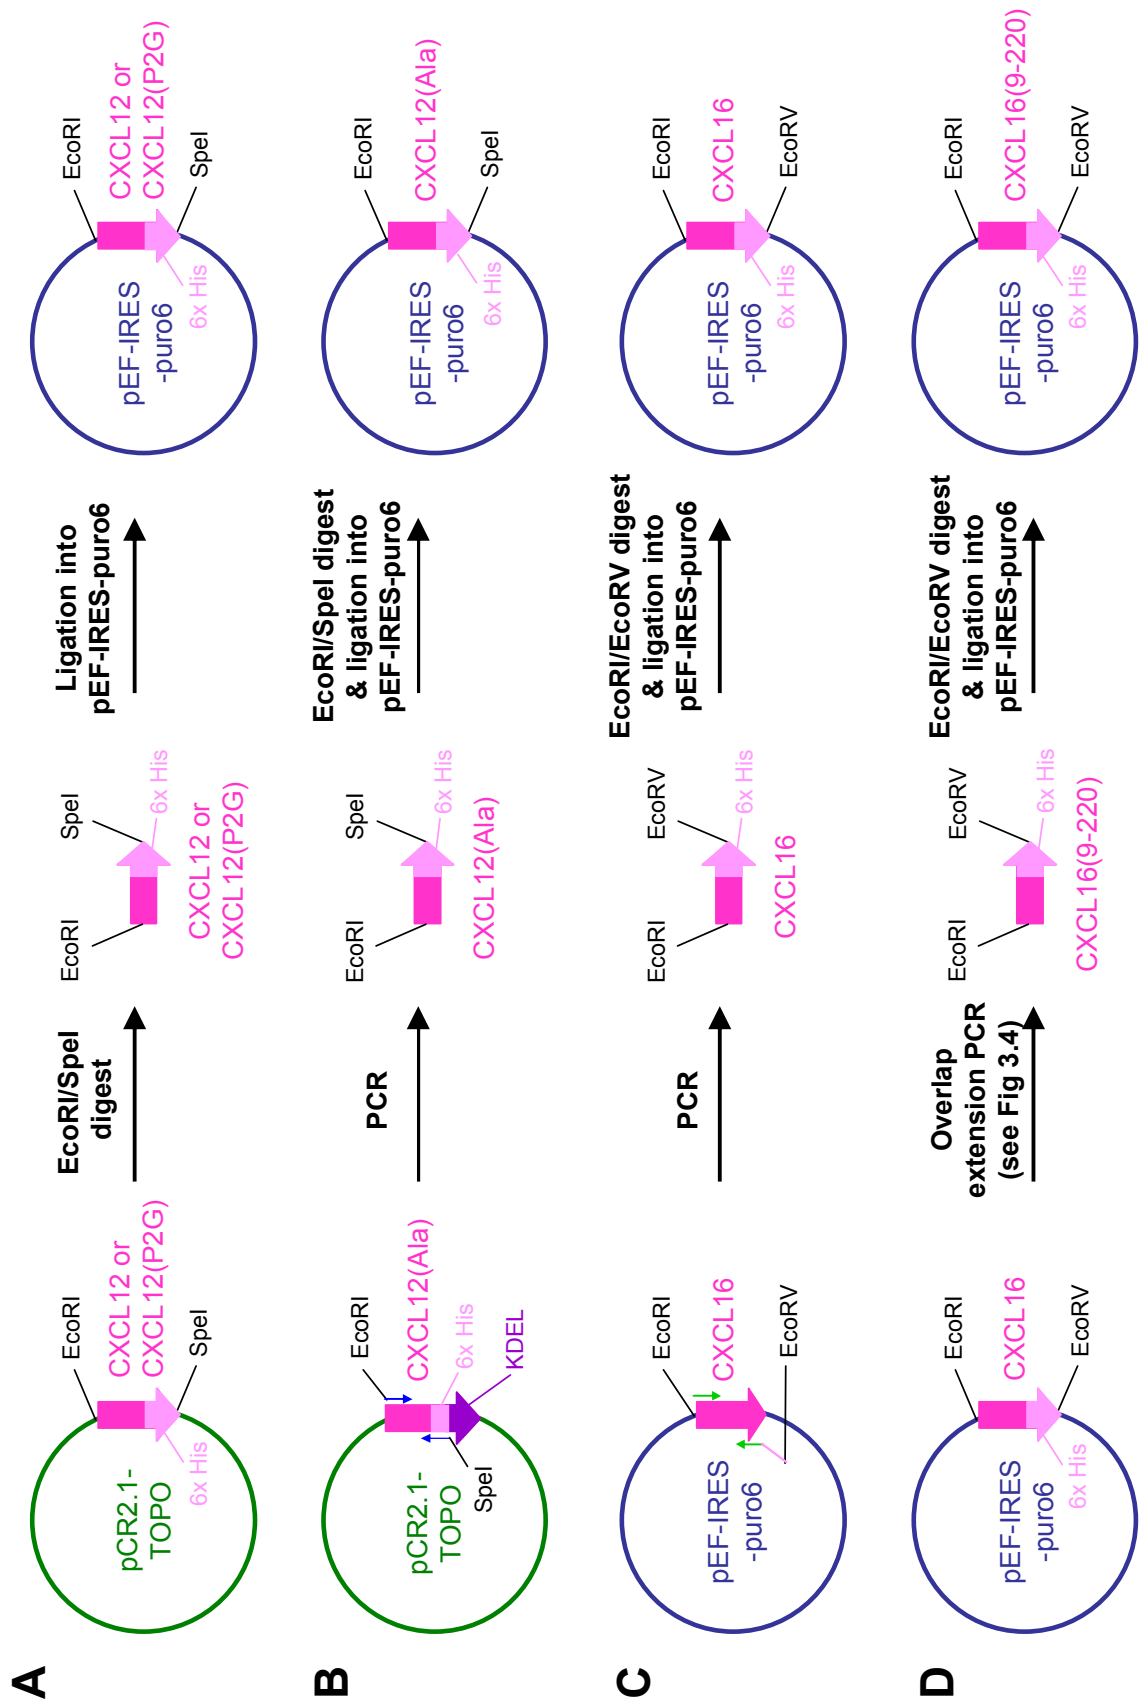 A
pCR2.1-
TOPO
6x His
EcoRI
CXCL12 or
CXCL12(P2G)
SpeI
EcoRI/SpeI
digest
EcoRI
SpeI
6x His
CXCL12 or
CXCL12(P2G)
Ligation into
pEF-IRES-puro6
pEF-IRES
-puro6
6x His
EcoRI
CXCL12 or
CXCL12(P2G)
SpeI
B
pCR2.1-
TOPO
SpeI
EcoRI
CXCL12(Ala)
6x His
KDEL
PCR
EcoRI
SpeI
6x His
CXCL12(Ala)
EcoRI/SpeI digest
& ligation into
pEF-IRES-puro6
pEF-IRES
-puro6
6x His
EcoRI
CXCL12(Ala)
SpeI
C
pEF-IRES
-puro6
EcoRI
CXCL16
EcoRV
PCR
EcoRI
EcoRV
6x His
CXCL16
EcoRI/EcoRV digest
& ligation into
pEF-IRES-puro6
pEF-IRES
-puro6
6x His
EcoRI
CXCL16
EcoRV
D
pEF-IRES
-puro6
6x His
EcoRI
CXCL16
EcoRV
Overlap
extension PCR
(see Fig 3.4)
EcoRI
EcoRV
6x His
CXCL16(9-220)
EcoRI/EcoRV digest
& ligation into
pEF-IRES-puro6
pEF-IRES
-puro6
6x His
EcoRI
CXCL16(9-220)
EcoRV